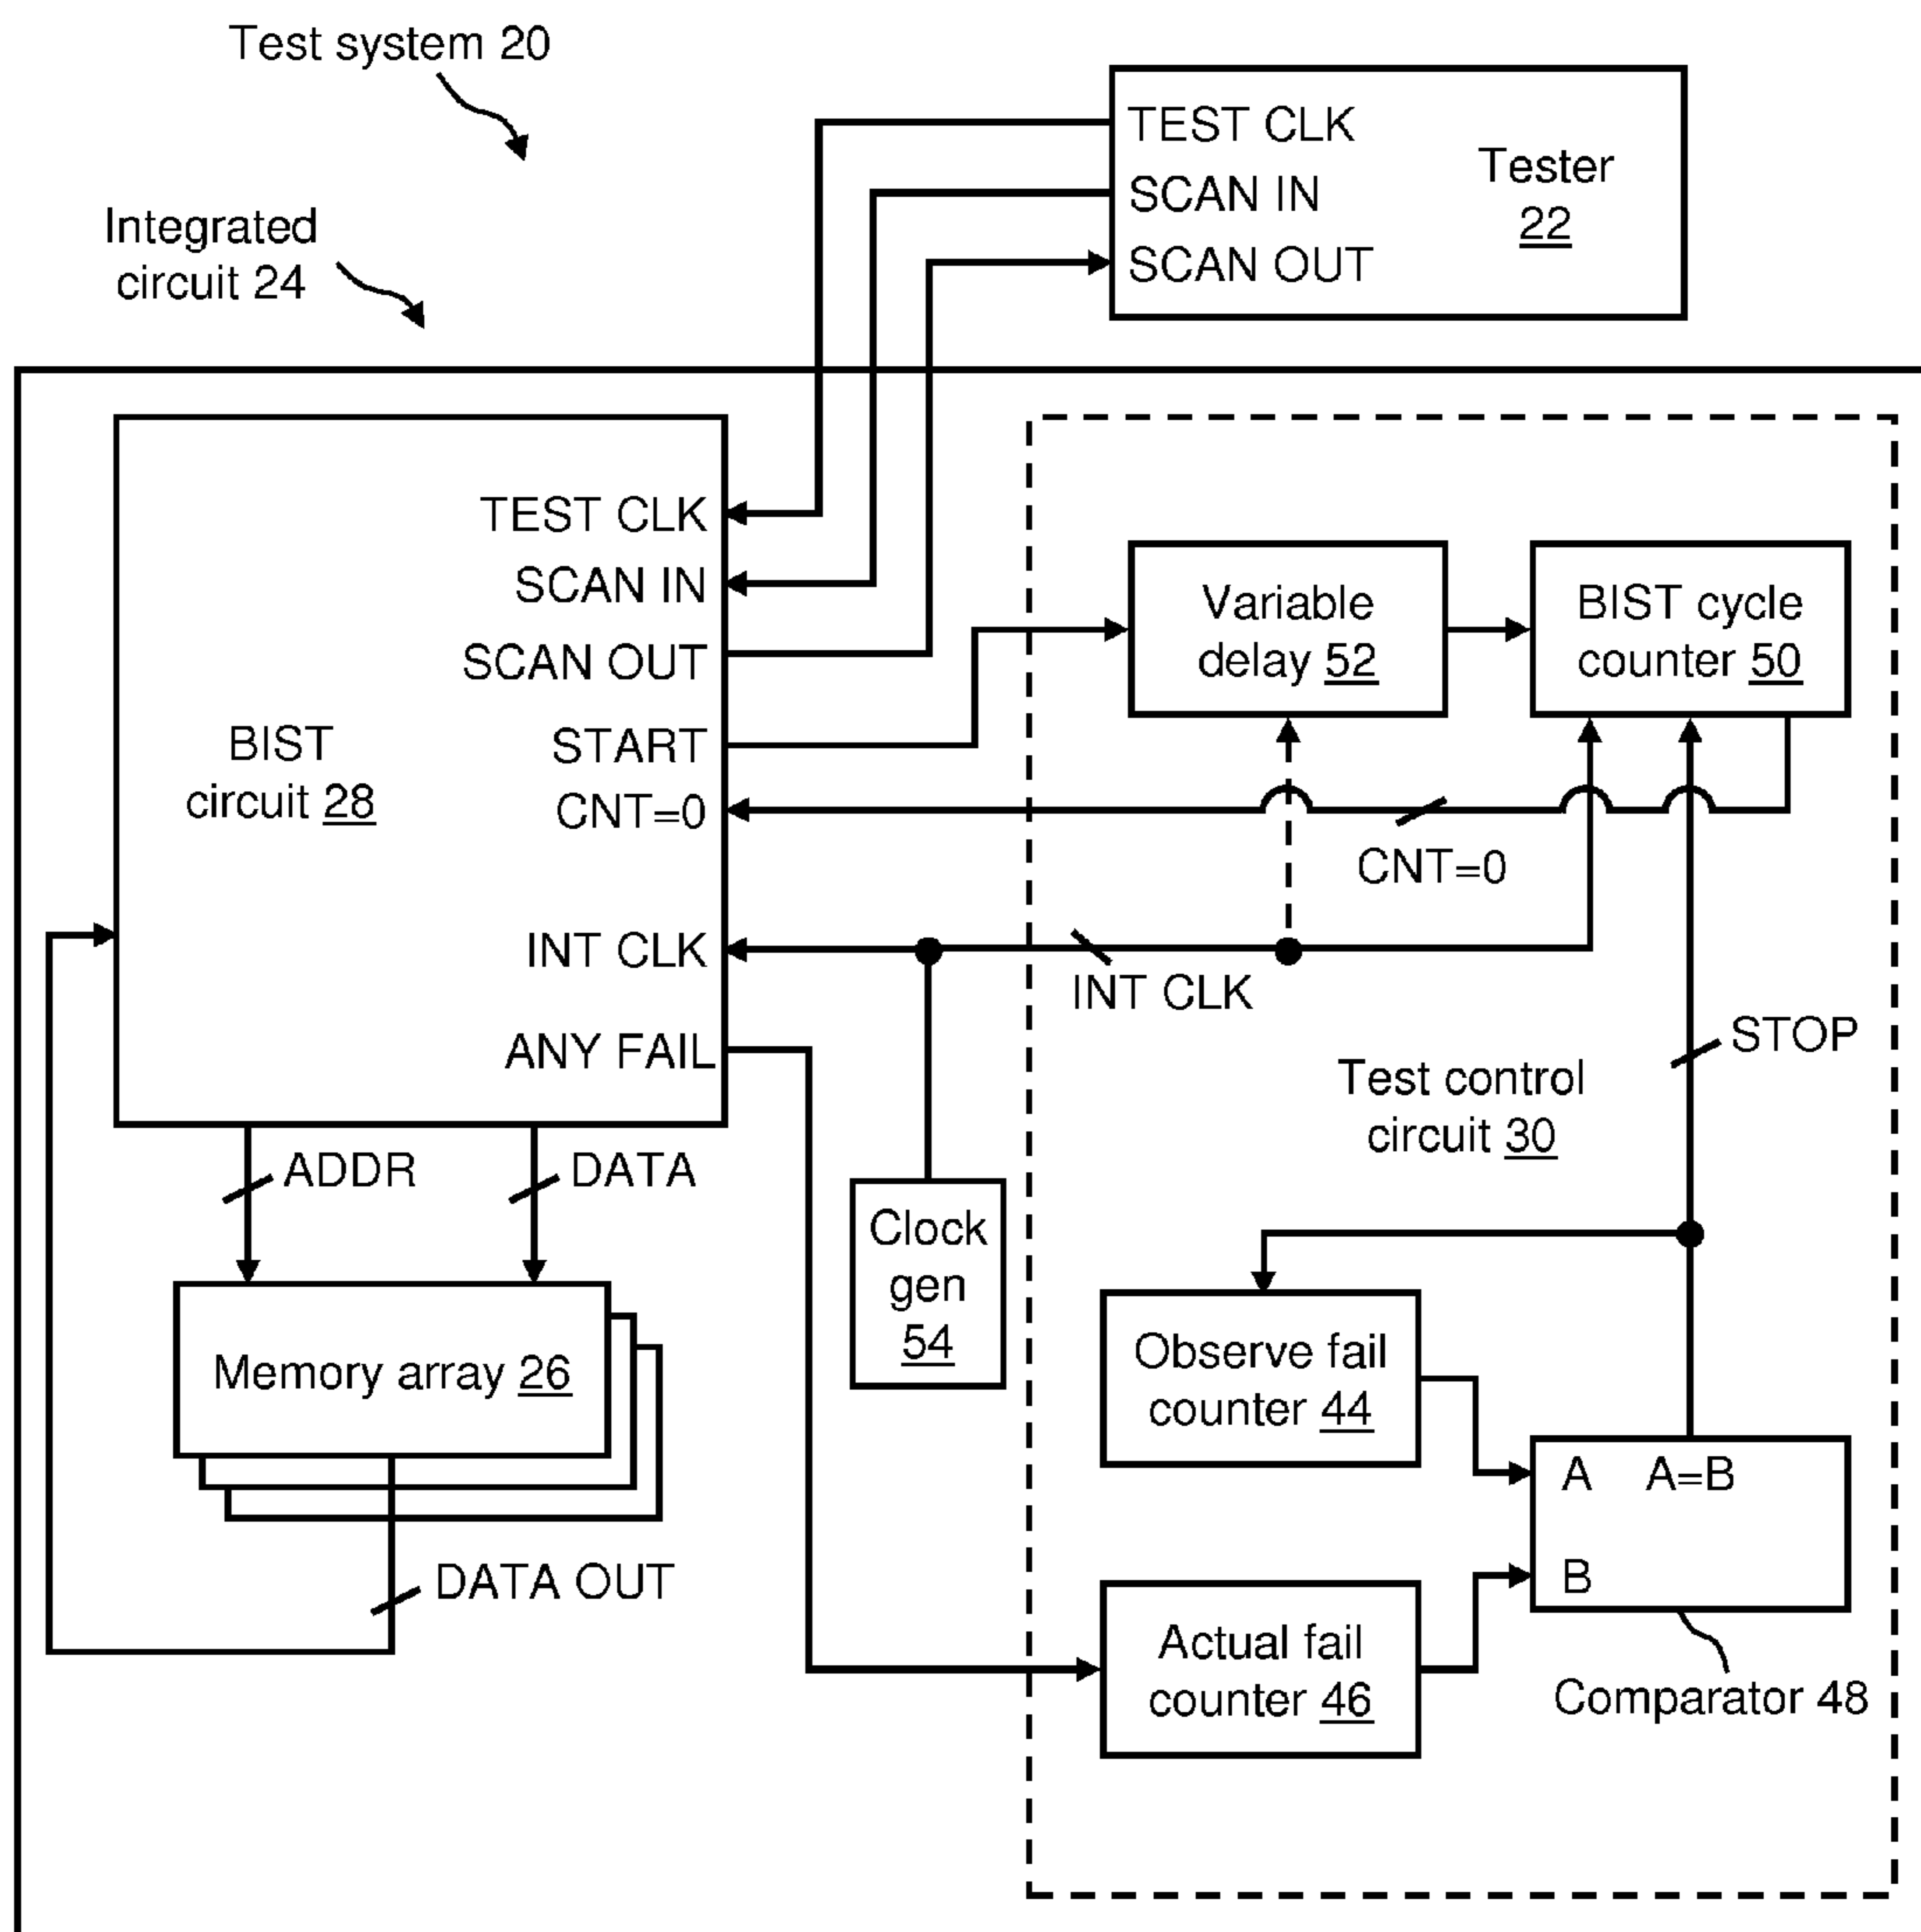 Test system 20
TEST CLK
SCAN IN
SCAN OUT
Tester
22
Integrated
circuit 24
TEST CLK
SCAN IN
SCAN OUT
START
CNT=0
INT CLK
ANY FAIL
BIST
circuit 28
Variable
delay 52
BIST cycle
counter 50
CNT=0
INT CLK
STOP
Test control
circuit 30
ADDR
DATA
Clock
gen
54
Memory array 26
DATA OUT
Observe fail
counter 44
A A=B
B
Actual fail
counter 46
Comparator 48